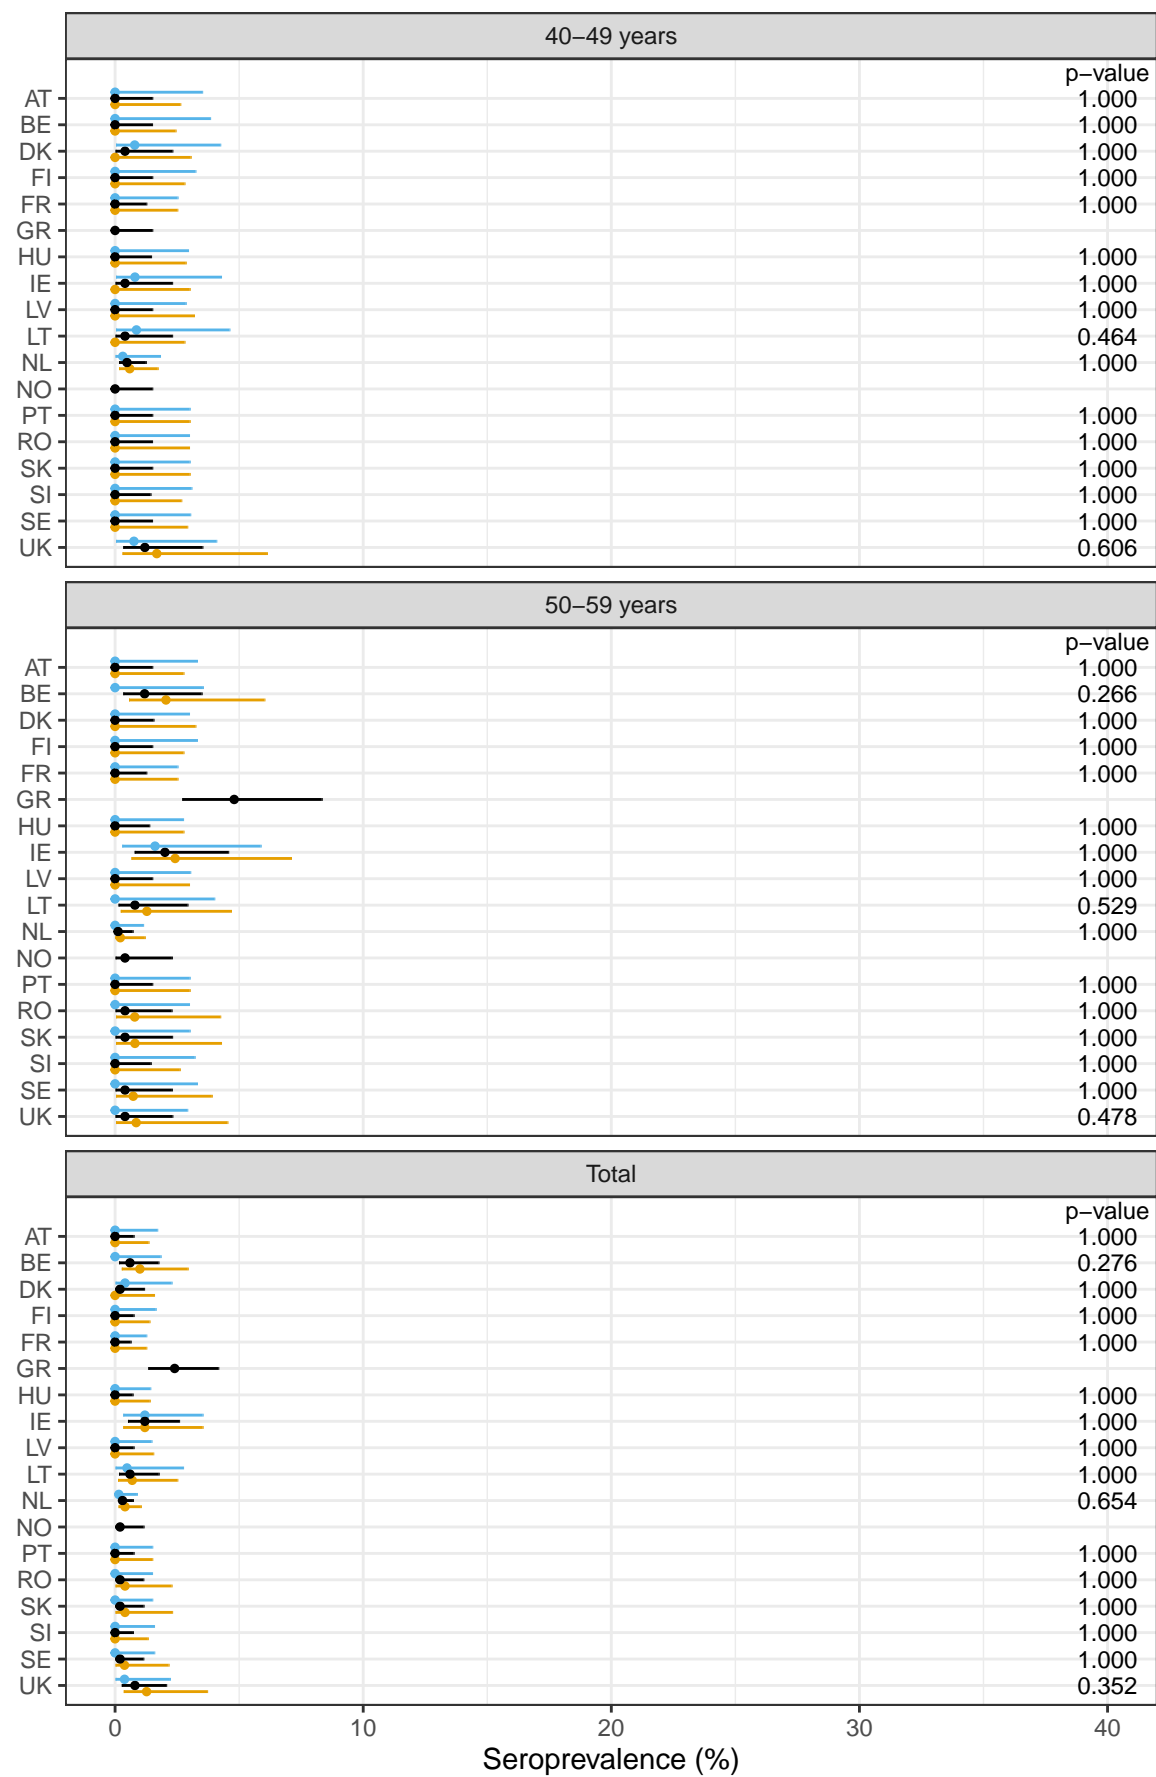 40−49 years
p−value
AT 1.000
BE 1.000
DK 1.000
FI 1.000
FR 1.000
GR
HU 1.000
IE 1.000
LV 1.000
LT 0.464
NL 1.000
NO
PT 1.000
RO 1.000
SK 1.000
SI 1.000
SE 1.000
UK 0.606
50−59 years
p−value
AT 1.000
BE 0.266
DK 1.000
FI 1.000
FR 1.000
GR
HU 1.000
IE 1.000
LV 1.000
LT 0.529
NL 1.000
NO
PT 1.000
RO 1.000
SK 1.000
SI 1.000
SE 1.000
UK 0.478
Total
p−value
AT 1.000
BE 0.276
DK 1.000
FI 1.000
FR 1.000
GR
HU 1.000
IE 1.000
LV 1.000
LT 1.000
NL 0.654
NO
PT 1.000
RO 1.000
SK 1.000
SI 1.000
SE 1.000
UK 0.352
0 10 20 30 40
Seroprevalence (%)